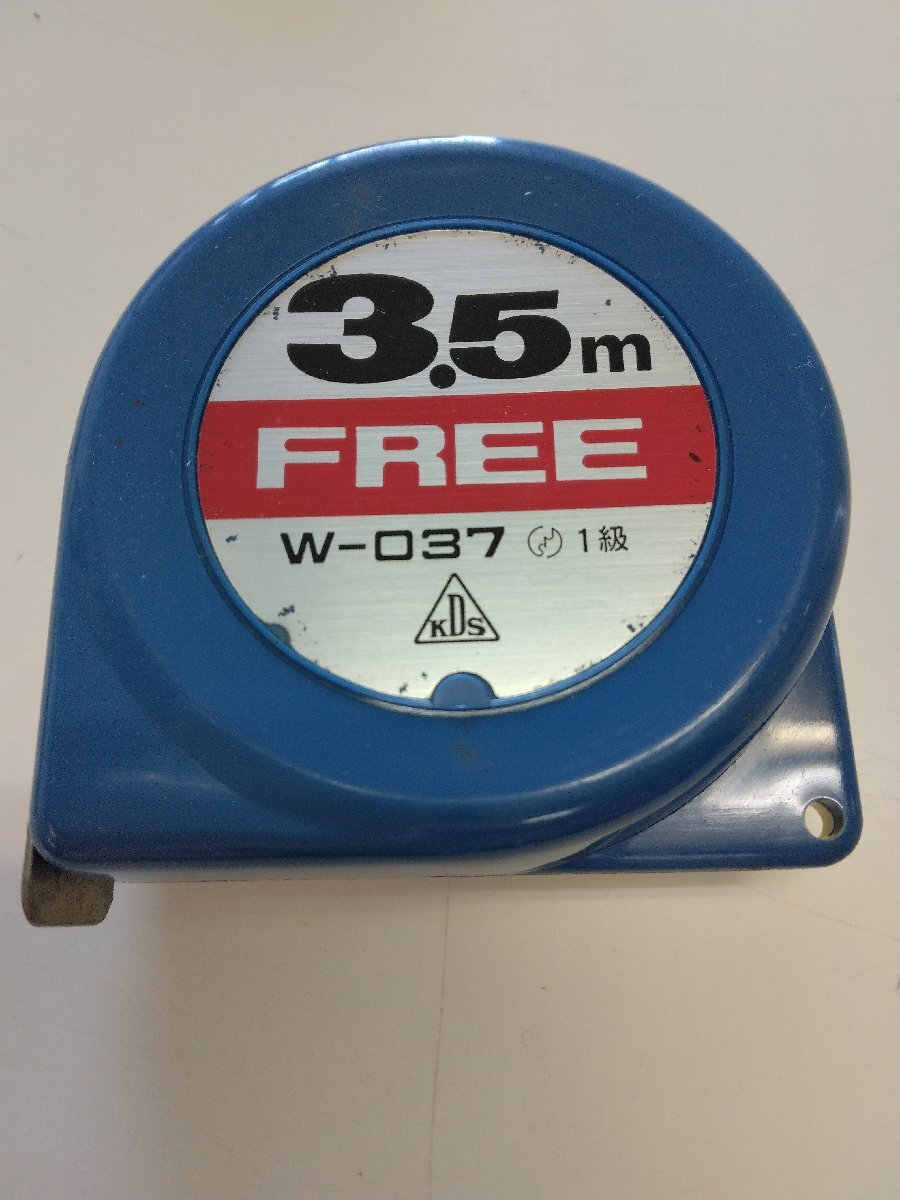 3.5m
FREE
W-037 1級
KDS